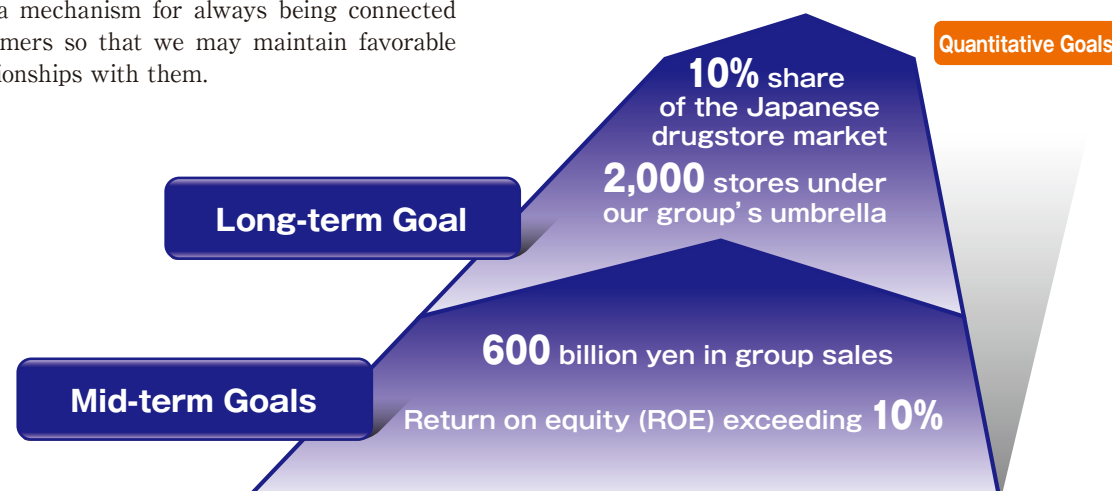 a mechanism for always being connected
mers so that we may maintain favorable
ionships with them.
Quantitative Goals
10% share
of the Japanese
drugstore market
2,000 stores under
our group's umbrella
Long-term Goal
600 billion yen in group sales
Mid-term Goals
Return on equity (ROE) exceeding 10%